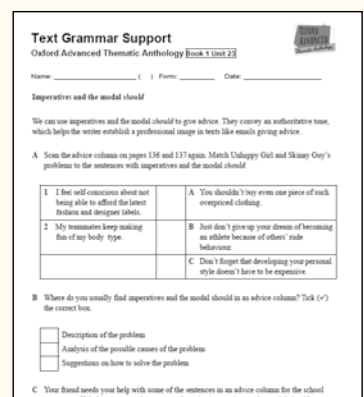 Text Grammar Support
OXFORD
ADVANCED
Thematic Anthology
Oxford Advanced Thematic Anthology Book 1 Unit 23
Name: ( ) Form: Date:
Imperatives and the modal should
We can use imperatives and the modal should to give advice. They convey an authoritative tone,
which helps the writer establish a professional image in texts like emails giving advice.
A Scan the advice column on pages 136 and 137 again. Match Unhappy Girl and Skinny Guy's
problems to the sentences with imperatives and the modal should.
1 I feel self-conscious about not
being able to afford the latest
fashion and designer labels.
A You shouldn't buy even one piece of such
overpriced clothing.
2 My teammates keep making
fun of my body type.
B Just don't give up your dream of becoming
an athlete because of others' rude
behaviour.
C Don't forget that developing your personal
style doesn't have to be expensive.
B Where do you usually find imperatives and the modal should in an advice column? Tick (✓)
the correct box.
Description of the problem
Analysis of the possible causes of the problem
Suggestions on how to solve the problem
C Your friend needs your help with some of the sentences in an advice column for the school